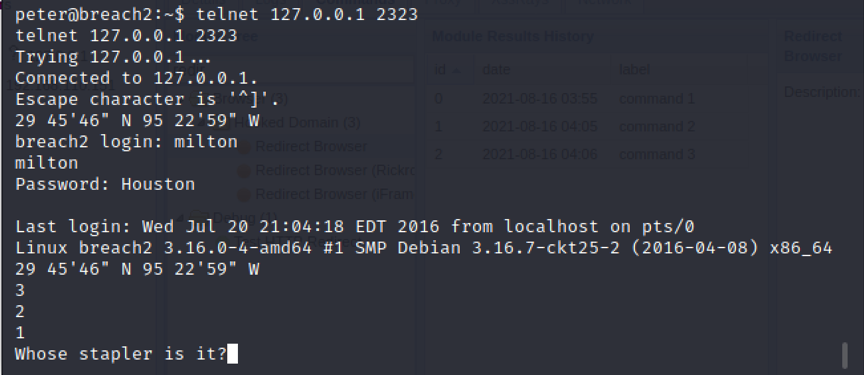 peter@breach2:~$ telnet 127.0.0.1 2323
telnet 127.0.0.1 2323
Trying 127.0.0.1...
Connected to 127.0.0.1.
Escape character is '^]'.
29 45'46" N 95 22'59" W
breach2 login: milton
milton
Password: Houston
Last login: Wed Jul 20 21:04:18 EDT 2016 from localhost on pts/0
Linux breach2 3.16.0-4-amd64 #1 SMP Debian 3.16.7-ckt25-2 (2016-04-08) x86_64
29 45'46" N 95 22'59" W
3
2
1
Whose stapler is it?
Module Results History
id date label
0 2021-08-16 03:55 command 1
1 2021-08-16 04:05 command 2
2 2021-08-16 04:06 command 3
Redirect Browser
Description
Domain (3)
Redirect Browser
Redirect Browser (Rickro
Redirect Browser (iFram